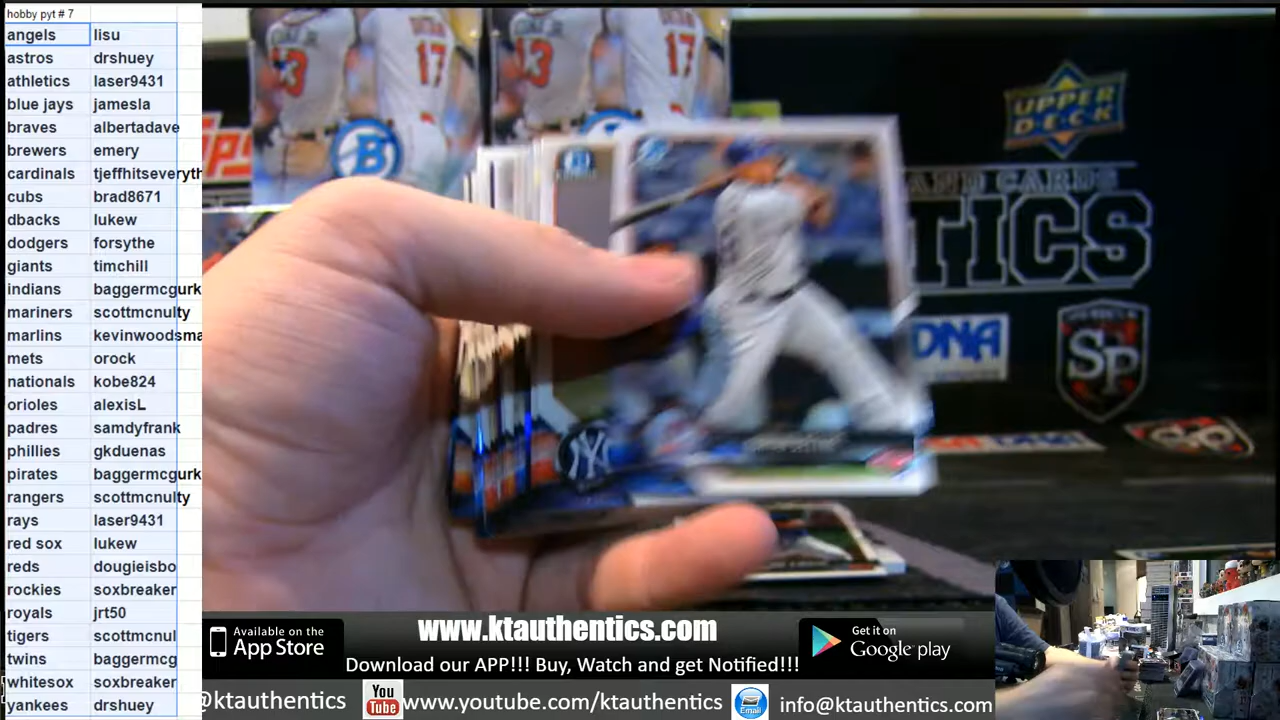 hobby pyt # 7
angels lisu
astros drshuey
athletics laser9431
blue jays jamesla
braves albertadave
brewers emery
cardinals tjeffhitseveryth
cubs brad8671
dbacks lukew
dodgers forsythe
giants timchill
indians baggermcgurk
mariners scottmcnulty
marlins kevinwoodsma
mets orock
nationals kobe824
orioles alexisL
padres samdyfrank
phillies gkduenas
pirates baggermcgurk
rangers scottmcnulty
rays laser9431
red sox lukew
reds dougieisbo
rockies soxbreaker
royals jrt50
tigers scottmcnul
twins baggermcg
whitesox soxbreaker
yankees drshuey
17
17
B
UPPER
DECK
AND CARDS
TICS
DNA
SP
www.ktauthentics.com
Available on the
App Store
Get it on
Google play
Download our APP!!! Buy, Watch and get Notified!!!
@ktauthentics
You
Tube
www.youtube.com/ktauthentics
Email
info@ktauthentics.com